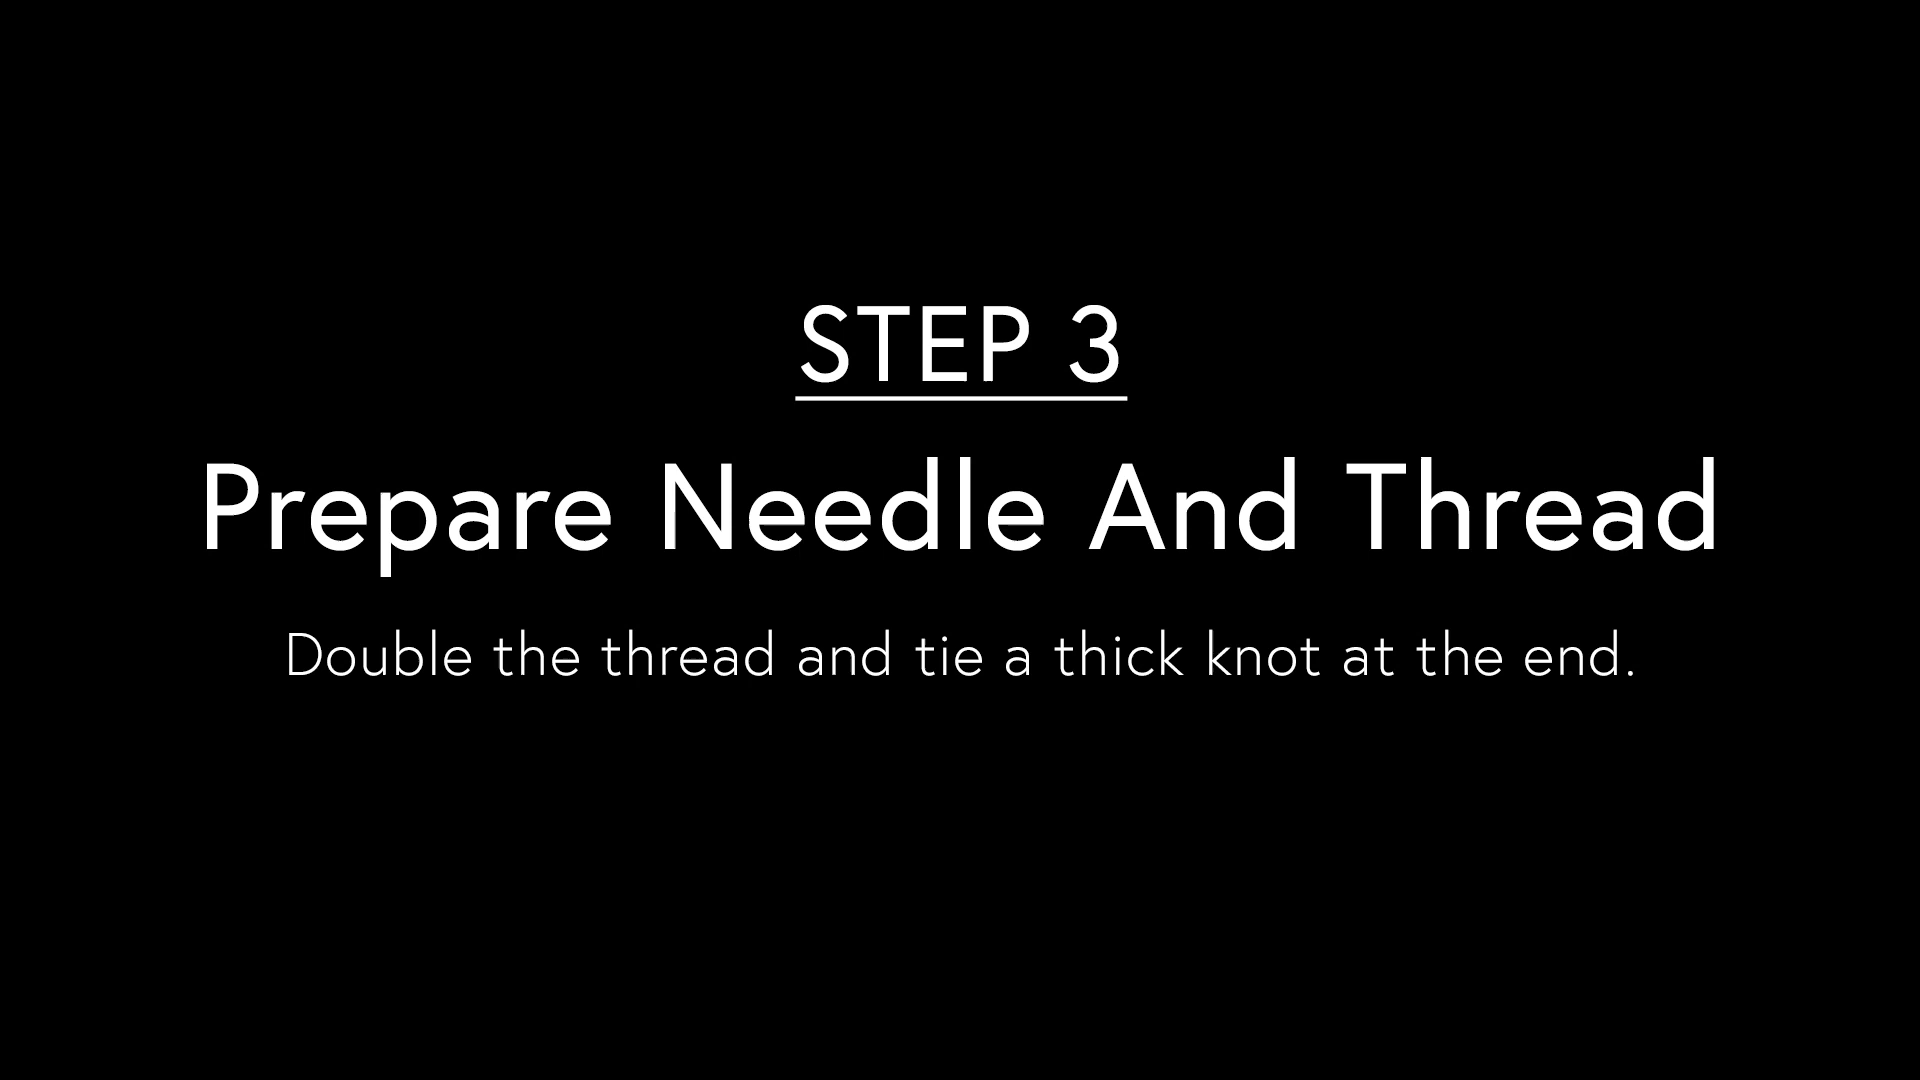 STEP 3
Prepare Needle And Thread
Double the thread and tie a thick knot at the end.